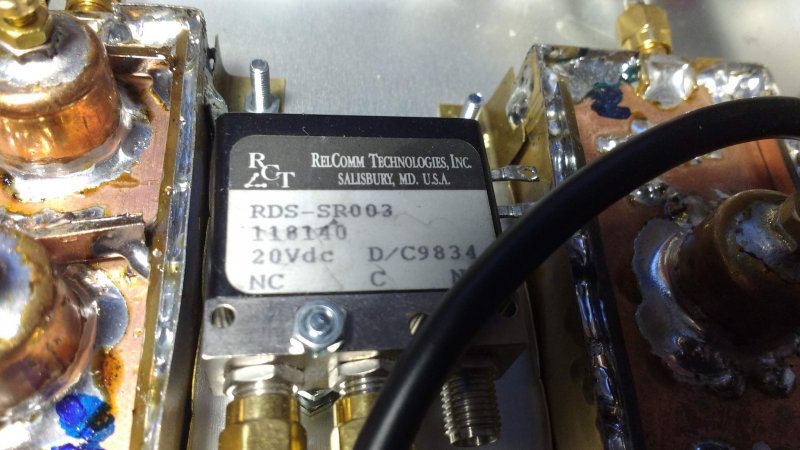 RCT
RELCOMM TECHNOLOGIES, INC.
SALISBURY, MD. U.S.A.
RDS-SR003
118140
20Vdc D/C9834
NC C N